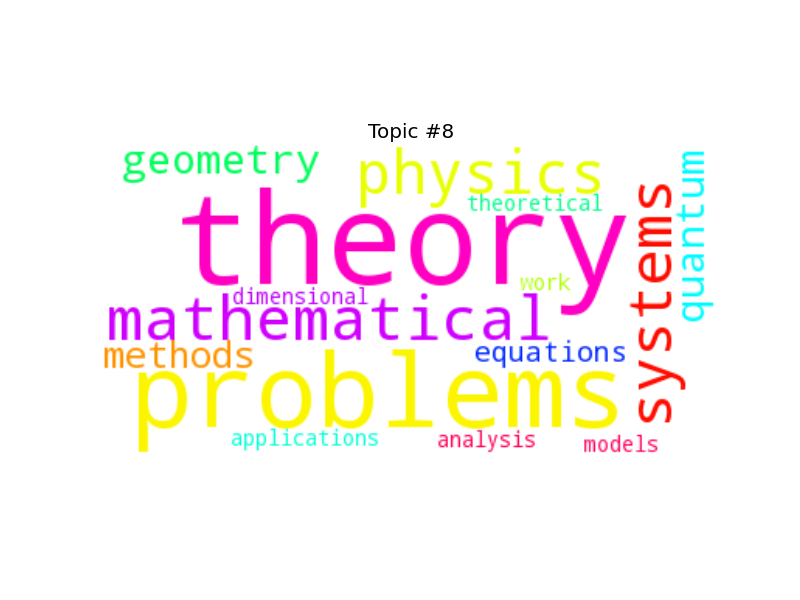 Topic #8
geometry
physics
theoretical
theory
quantum
systems
work
dimensional
mathematical
methods
equations
problems
applications
analysis
models